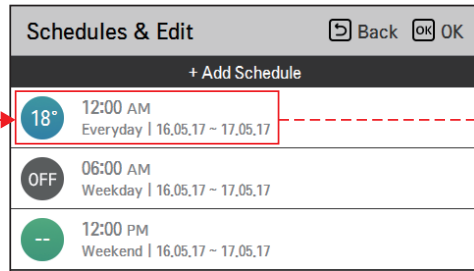 Schedules & Edit
Back OK OK
+ Add Schedule
18° 12:00 AM
Everyday | 16.05.17 ~ 17.05.17
OFF 06:00 AM
Weekday | 16.05.17 ~ 17.05.17
-- 12:00 PM
Weekend | 16.05.17 ~ 17.05.17